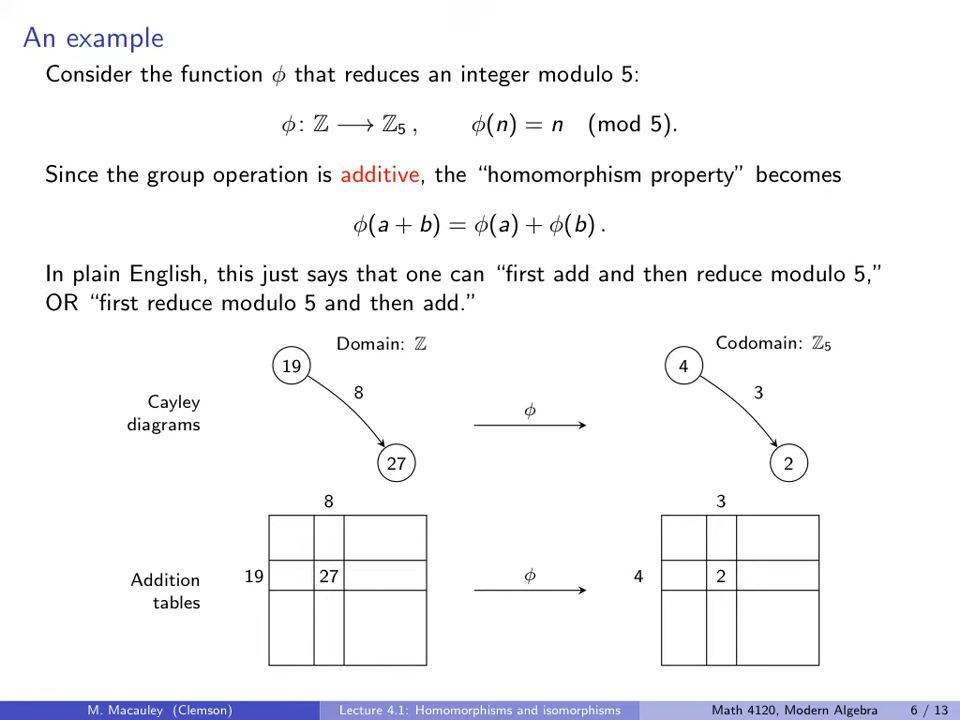 An example
Consider the function ϕ that reduces an integer modulo 5:
ϕ: ℤ ⟶ ℤ₅ ,   ϕ(n) = n   (mod 5).
Since the group operation is additive, the “homomorphism property” becomes
ϕ(a + b) = ϕ(a) + ϕ(b) .
In plain English, this just says that one can “first add and then reduce modulo 5,”
OR “first reduce modulo 5 and then add.”
Domain: ℤ
19
8
27
Cayley
diagrams
ϕ
Codomain: ℤ₅
4
3
2
Addition
tables
8
19
27
ϕ
3
4
2
M. Macauley (Clemson)
Lecture 4.1: Homomorphisms and isomorphisms
Math 4120, Modern Algebra
6 / 13